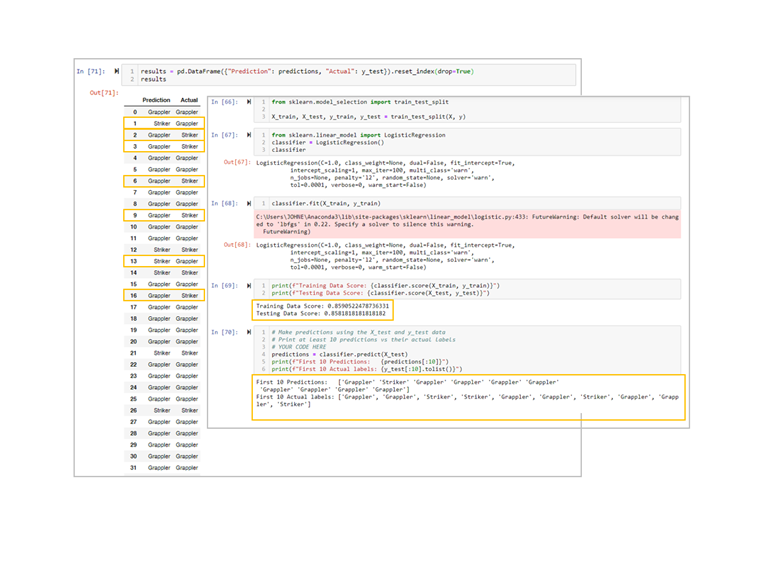 In [71]: 1 results = pd.DataFrame({"Prediction": predictions, "Actual": y_test}).reset_index(drop=True)
2 results
Out[71]:
Prediction Actual
0 Grappler Grappler
1 Striker Grappler
2 Grappler Striker
3 Grappler Striker
4 Grappler Grappler
5 Grappler Grappler
6 Grappler Striker
7 Grappler Grappler
8 Grappler Grappler
9 Grappler Striker
10 Grappler Grappler
11 Grappler Grappler
12 Striker Striker
13 Striker Grappler
14 Striker Striker
15 Grappler Grappler
16 Grappler Striker
17 Grappler Grappler
18 Grappler Grappler
19 Grappler Grappler
20 Grappler Grappler
21 Striker Striker
22 Grappler Grappler
23 Grappler Grappler
24 Grappler Grappler
25 Grappler Grappler
26 Striker Striker
27 Grappler Grappler
28 Grappler Grappler
29 Grappler Grappler
30 Grappler Grappler
31 Grappler Grappler
In [66]: 1 from sklearn.model_selection import train_test_split
2
3 X_train, X_test, y_train, y_test = train_test_split(X, y)
In [67]: 1 from sklearn.linear_model import LogisticRegression
2 classifier = LogisticRegression()
3 classifier
Out[67]: LogisticRegression(C=1.0, class_weight=None, dual=False, fit_intercept=True,
intercept_scaling=1, max_iter=100, multi_class='warn',
n_jobs=None, penalty='l2', random_state=None, solver='warn',
tol=0.0001, verbose=0, warm_start=False)
In [68]: 1 classifier.fit(X_train, y_train)
C:\Users\JOHNE\Anaconda3\lib\site-packages\sklearn\linear_model\logistic.py:433: FutureWarning: Default solver will be chang
ed to 'lbfgs' in 0.22. Specify a solver to silence this warning.
FutureWarning)
Out[68]: LogisticRegression(C=1.0, class_weight=None, dual=False, fit_intercept=True,
intercept_scaling=1, max_iter=100, multi_class='warn',
n_jobs=None, penalty='l2', random_state=None, solver='warn',
tol=0.0001, verbose=0, warm_start=False)
In [69]: 1 print(f"Training Data Score: {classifier.score(X_train, y_train)}")
2 print(f"Testing Data Score: {classifier.score(X_test, y_test)}")
Training Data Score: 0.8590522478736331
Testing Data Score: 0.8581818181818182
In [70]: 1 # Make predictions using the X_test and y_test data
2 # Print at least 10 predictions vs their actual labels
3 # YOUR CODE HERE
4 predictions = classifier.predict(X_test)
5 print(f"First 10 Predictions: {predictions[:10]}")
6 print(f"First 10 Actual labels: {y_test[:10].tolist()}")
First 10 Predictions: ['Grappler' 'Striker' 'Grappler' 'Grappler' 'Grappler' 'Grappler'
'Grappler' 'Grappler' 'Grappler' 'Grappler']
First 10 Actual labels: ['Grappler', 'Grappler', 'Striker', 'Striker', 'Grappler', 'Grappler', 'Striker', 'Grappler', 'Grapp
ler', 'Striker']